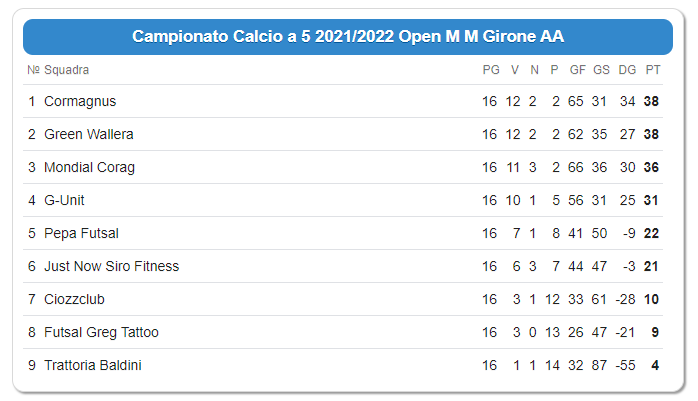 Campionato Calcio a 5 2021/2022 Open M M Girone AA
№ Squadra PG V N P GF GS DG PT
1 Cormagnus 16 12 2 2 65 31 34 38
2 Green Wallera 16 12 2 2 62 35 27 38
3 Mondial Corag 16 11 3 2 66 36 30 36
4 G-Unit 16 10 1 5 56 31 25 31
5 Pepa Futsal 16 7 1 8 41 50 -9 22
6 Just Now Siro Fitness 16 6 3 7 44 47 -3 21
7 Ciozzclub 16 3 1 12 33 61 -28 10
8 Futsal Greg Tattoo 16 3 0 13 26 47 -21 9
9 Trattoria Baldini 16 1 1 14 32 87 -55 4